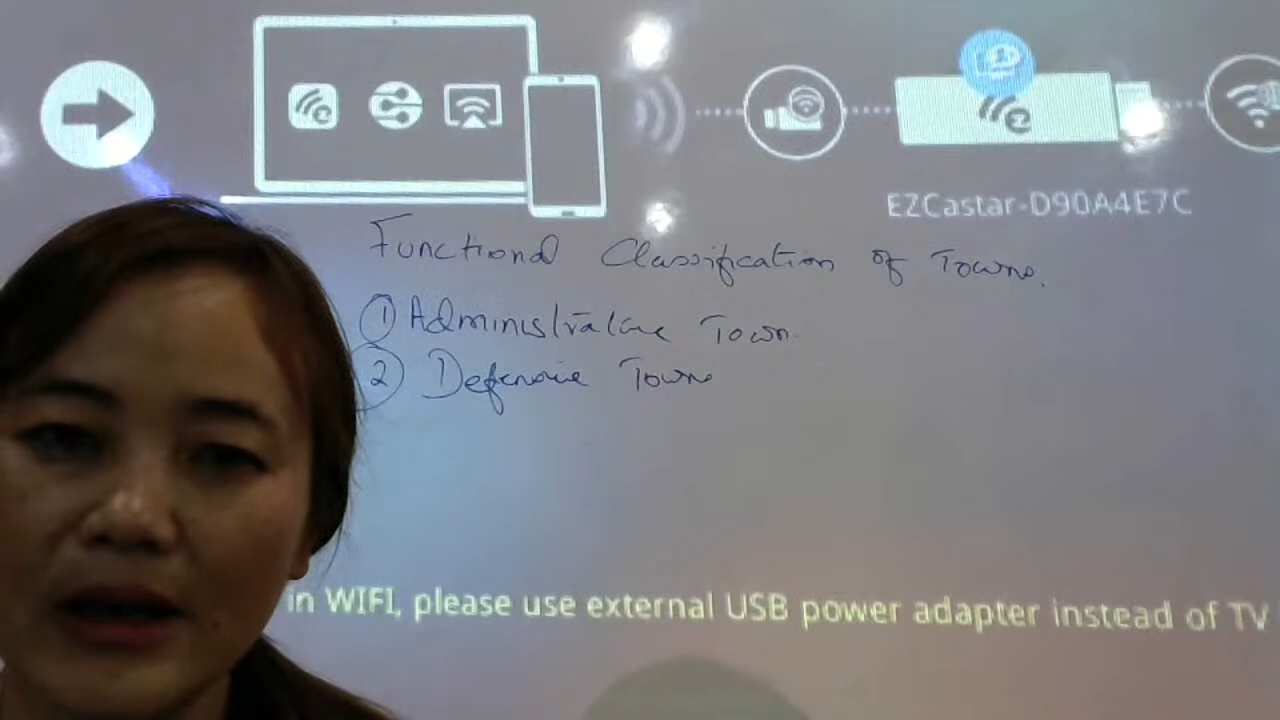 EZCastar-D90A4E7C
Functional Classification of Towns.
① Administrative Town.
② Defensive Towns
in WIFI, please use external USB power adapter instead of TV